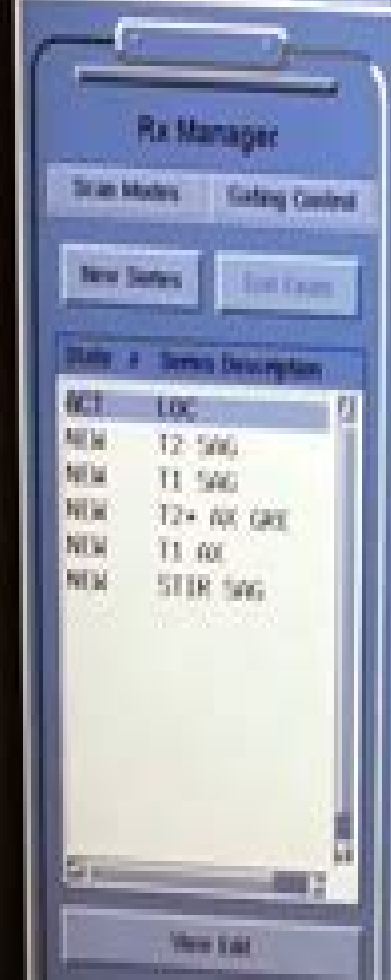 Rx Manager
Scan Modes Gating Control
New Series End Exam
State # Series Description
ACT LOC
NEW T2 SAG
NEW T1 SAG
NEW T2* AX GRE
NEW T1 AX
NEW STIR SAG
View Edit